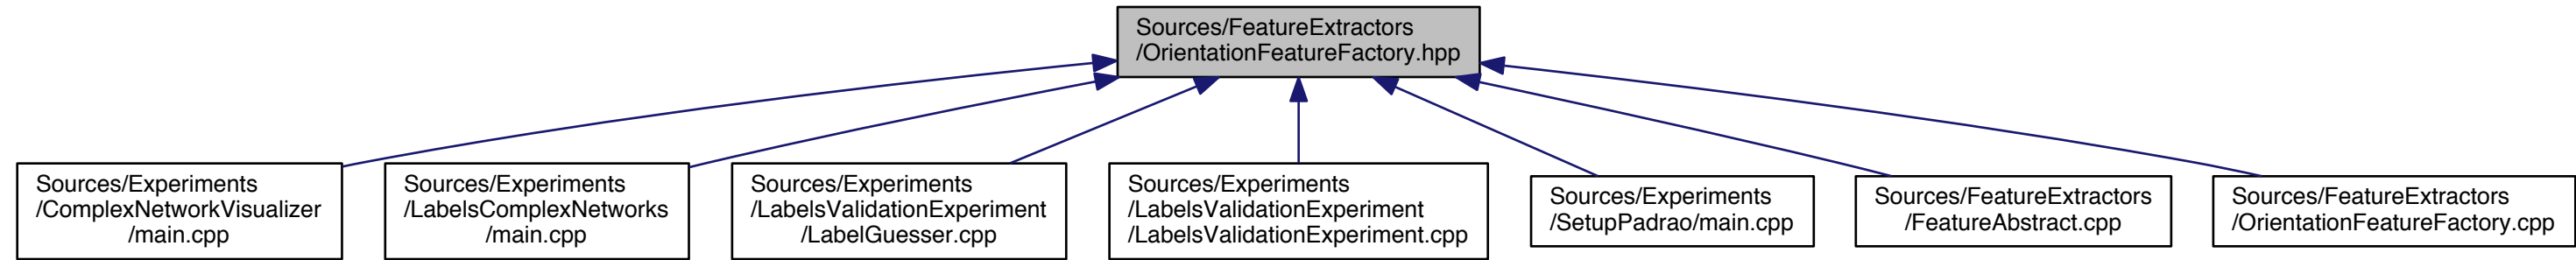 Sources/FeatureExtractors
/OrientationFeatureFactory.hpp
Sources/Experiments
/ComplexNetworkVisualizer
/main.cpp
Sources/Experiments
/LabelsComplexNetworks
/main.cpp
Sources/Experiments
/LabelsValidationExperiment
/LabelGuesser.cpp
Sources/Experiments
/LabelsValidationExperiment
/LabelsValidationExperiment.cpp
Sources/Experiments
/SetupPadrao/main.cpp
Sources/FeatureExtractors
/FeatureAbstract.cpp
Sources/FeatureExtractors
/OrientationFeatureFactory.cpp